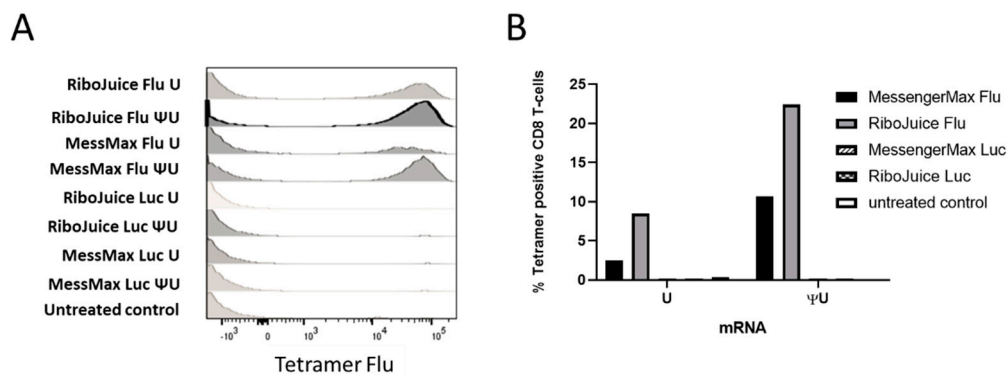 A
RiboJuice Flu U
RiboJuice Flu ΨU
MessMax Flu U
MessMax Flu ΨU
RiboJuice Luc U
RiboJuice Luc ΨU
MessMax Luc U
MessMax Luc ΨU
Untreated control
-10³ 0 10³ 10⁴ 10⁵
Tetramer Flu
B
% Tetramer positive CD8 T-cells
25
20
15
10
5
0
U ΨU
mRNA
MessengerMax Flu
RiboJuice Flu
MessengerMax Luc
RiboJuice Luc
untreated control